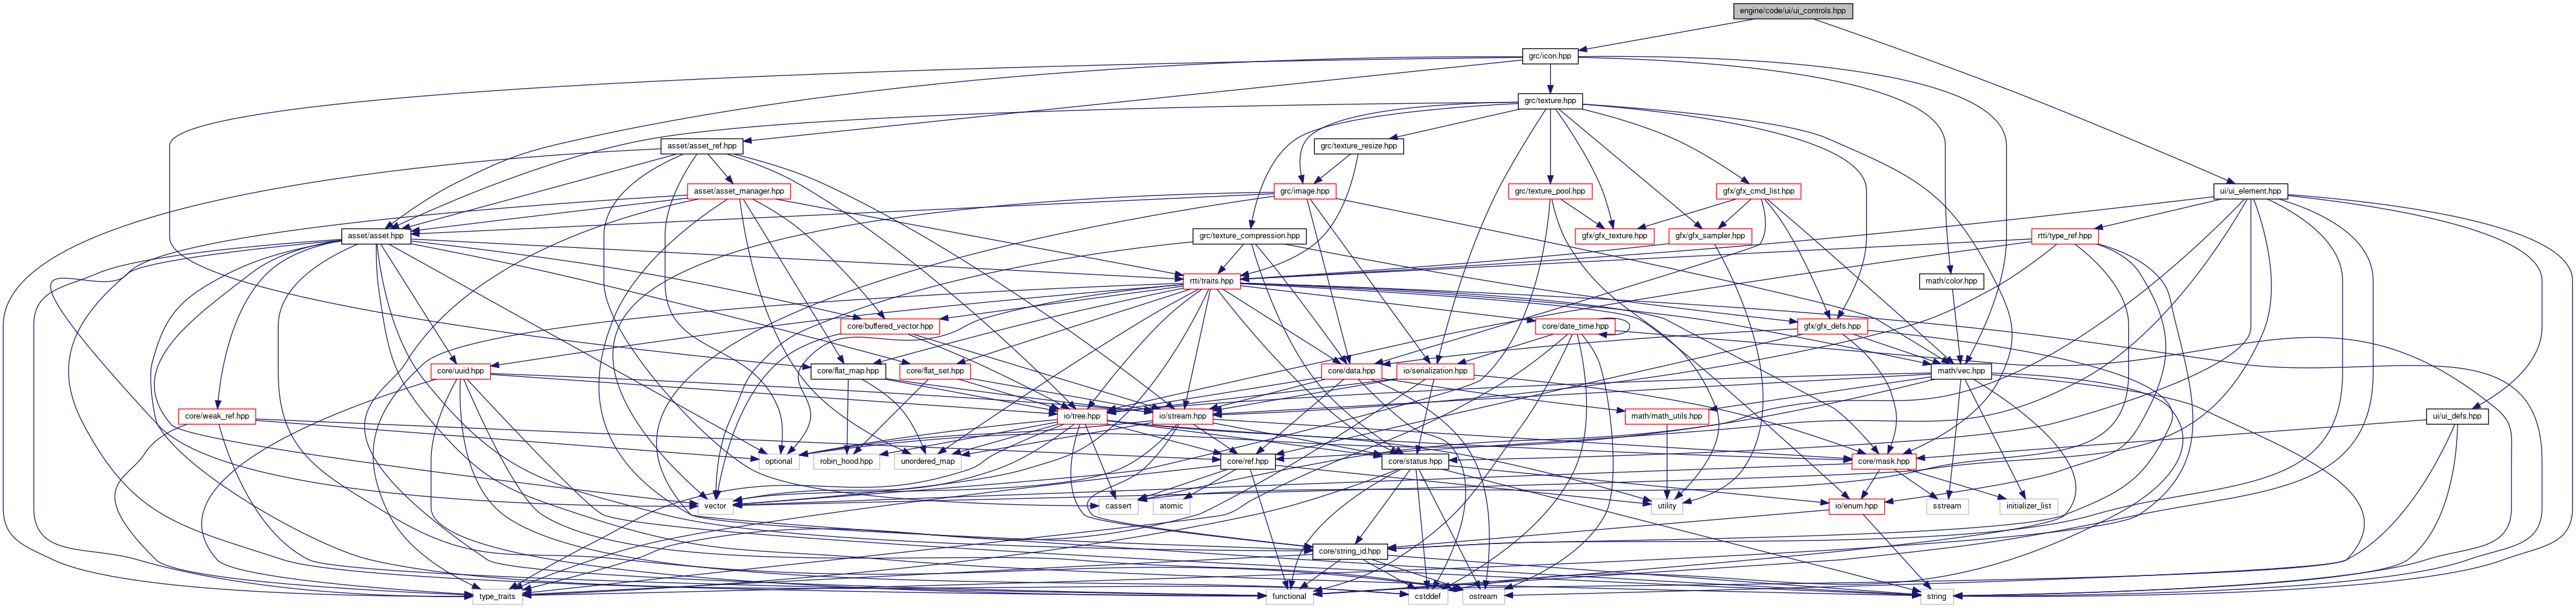 engine/code/ui/ui_controls.hpp
grc/icon.hpp
grc/texture.hpp
asset/asset_ref.hpp
grc/texture_resize.hpp
asset/asset_manager.hpp
grc/image.hpp
grc/texture_pool.hpp
gfx/gfx_cmd_list.hpp
ui/ui_element.hpp
asset/asset.hpp
grc/texture_compression.hpp
gfx/gfx_texture.hpp
gfx/gfx_sampler.hpp
rtti/type_ref.hpp
rtti/traits.hpp
math/color.hpp
core/buffered_vector.hpp
core/date_time.hpp
gfx/gfx_defs.hpp
core/uuid.hpp
core/flat_map.hpp
core/flat_set.hpp
core/data.hpp
io/serialization.hpp
math/vec.hpp
core/weak_ref.hpp
io/tree.hpp
io/stream.hpp
math/math_utils.hpp
ui/ui_defs.hpp
optional
robin_hood.hpp
unordered_map
core/ref.hpp
core/status.hpp
core/mask.hpp
vector
cassert
atomic
utility
io/enum.hpp
sstream
initializer_list
core/string_id.hpp
type_traits
functional
cstddef
ostream
string